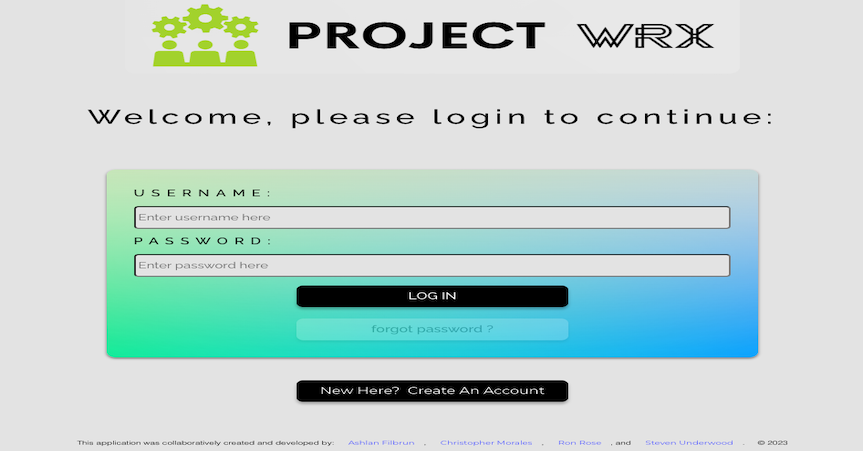 PROJECT WRX
Welcome, please login to continue:
USERNAME:
Enter username here
PASSWORD:
Enter password here
LOG IN
forgot password ?
New Here? Create An Account
This application was collaboratively created and developed by: Ashlan Filbrun , Christopher Morales , Ron Rose , and Steven Underwood . © 2023